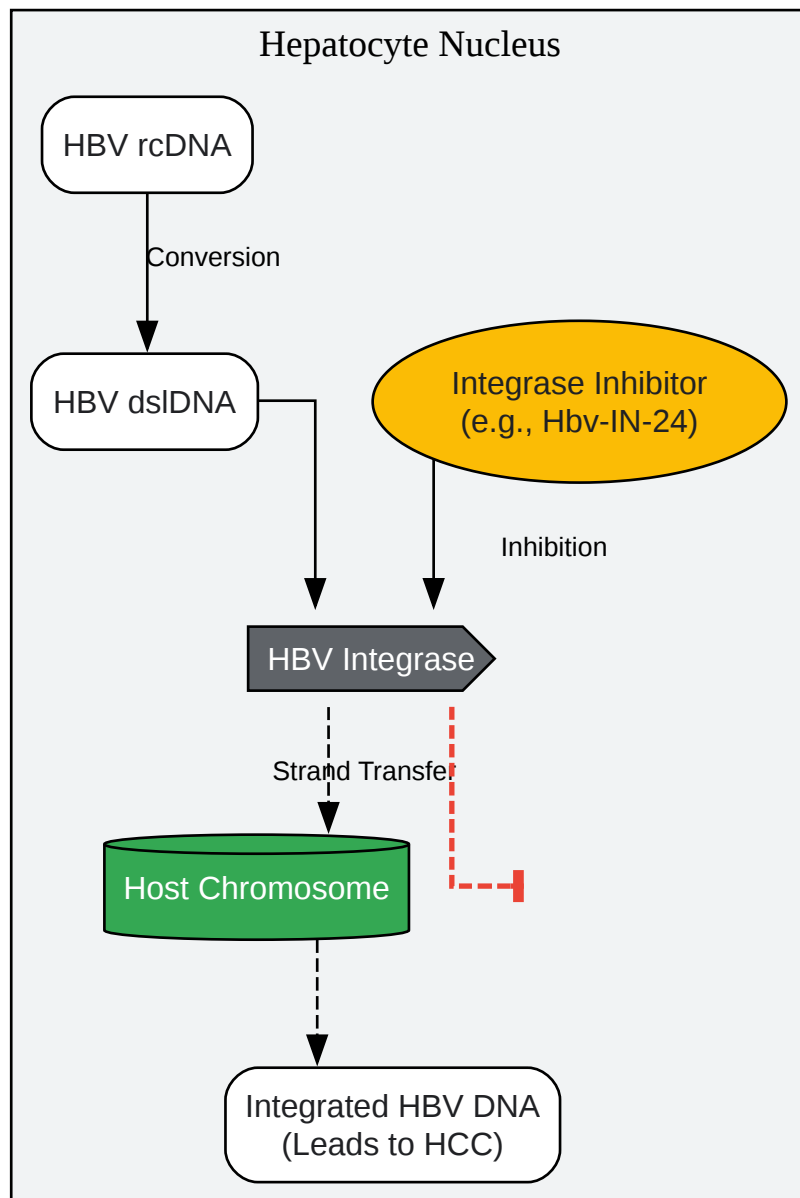 Hepatocyte Nucleus
HBV rcDNA
Conversion
HBV dslDNA
Integrase Inhibitor
(e.g., Hbv-IN-24)
Inhibition
HBV Integrase
Strand Transfer
Host Chromosome
Integrated HBV DNA
(Leads to HCC)